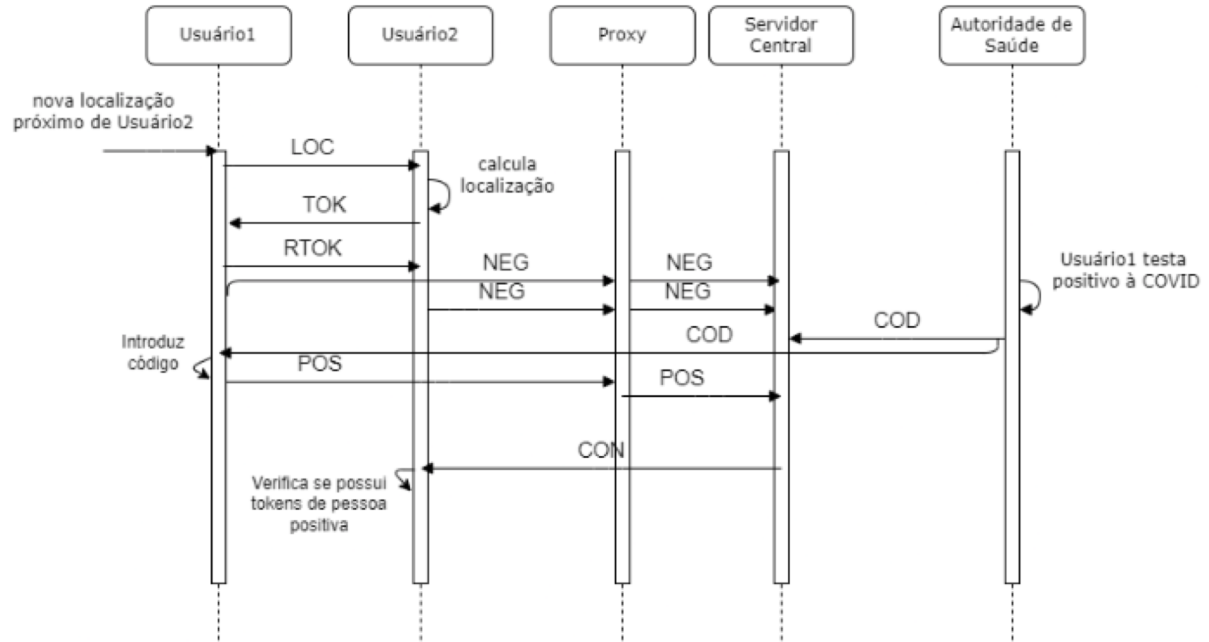 Usuário1
Usuário2
Proxy
Servidor
Central
Autoridade de
Saúde
nova localização
próximo de Usuário2
LOC
calcula
localização
TOK
RTOK
NEG
NEG
Usuário1 testa
positivo à COVID
NEG
NEG
COD
COD
Introduz
código
POS
POS
CON
Verifica se possui
tokens de pessoa
positiva